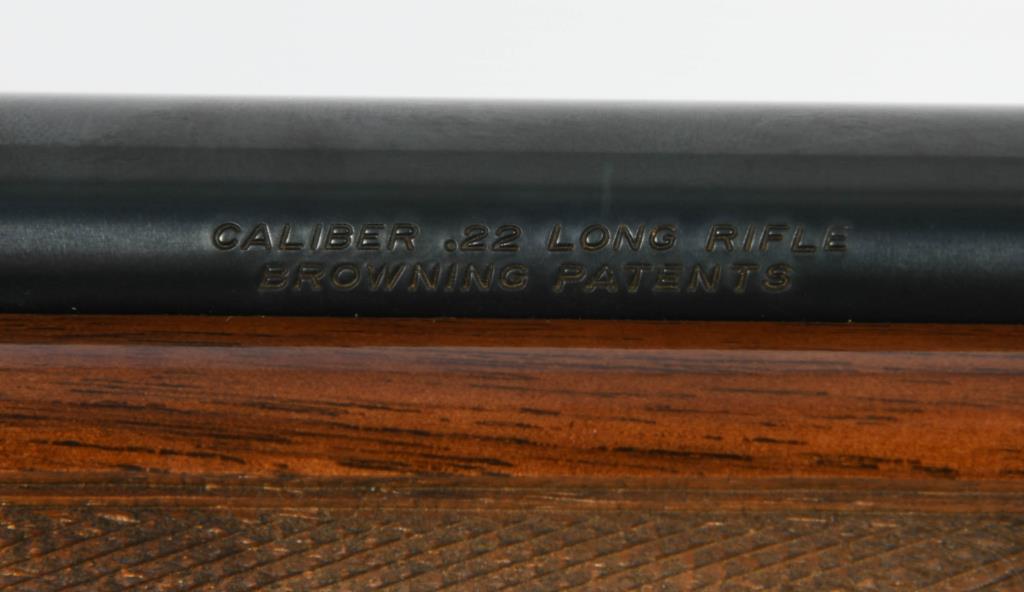 CALIBER .22 LONG RIFLE
BROWNING PATENTS